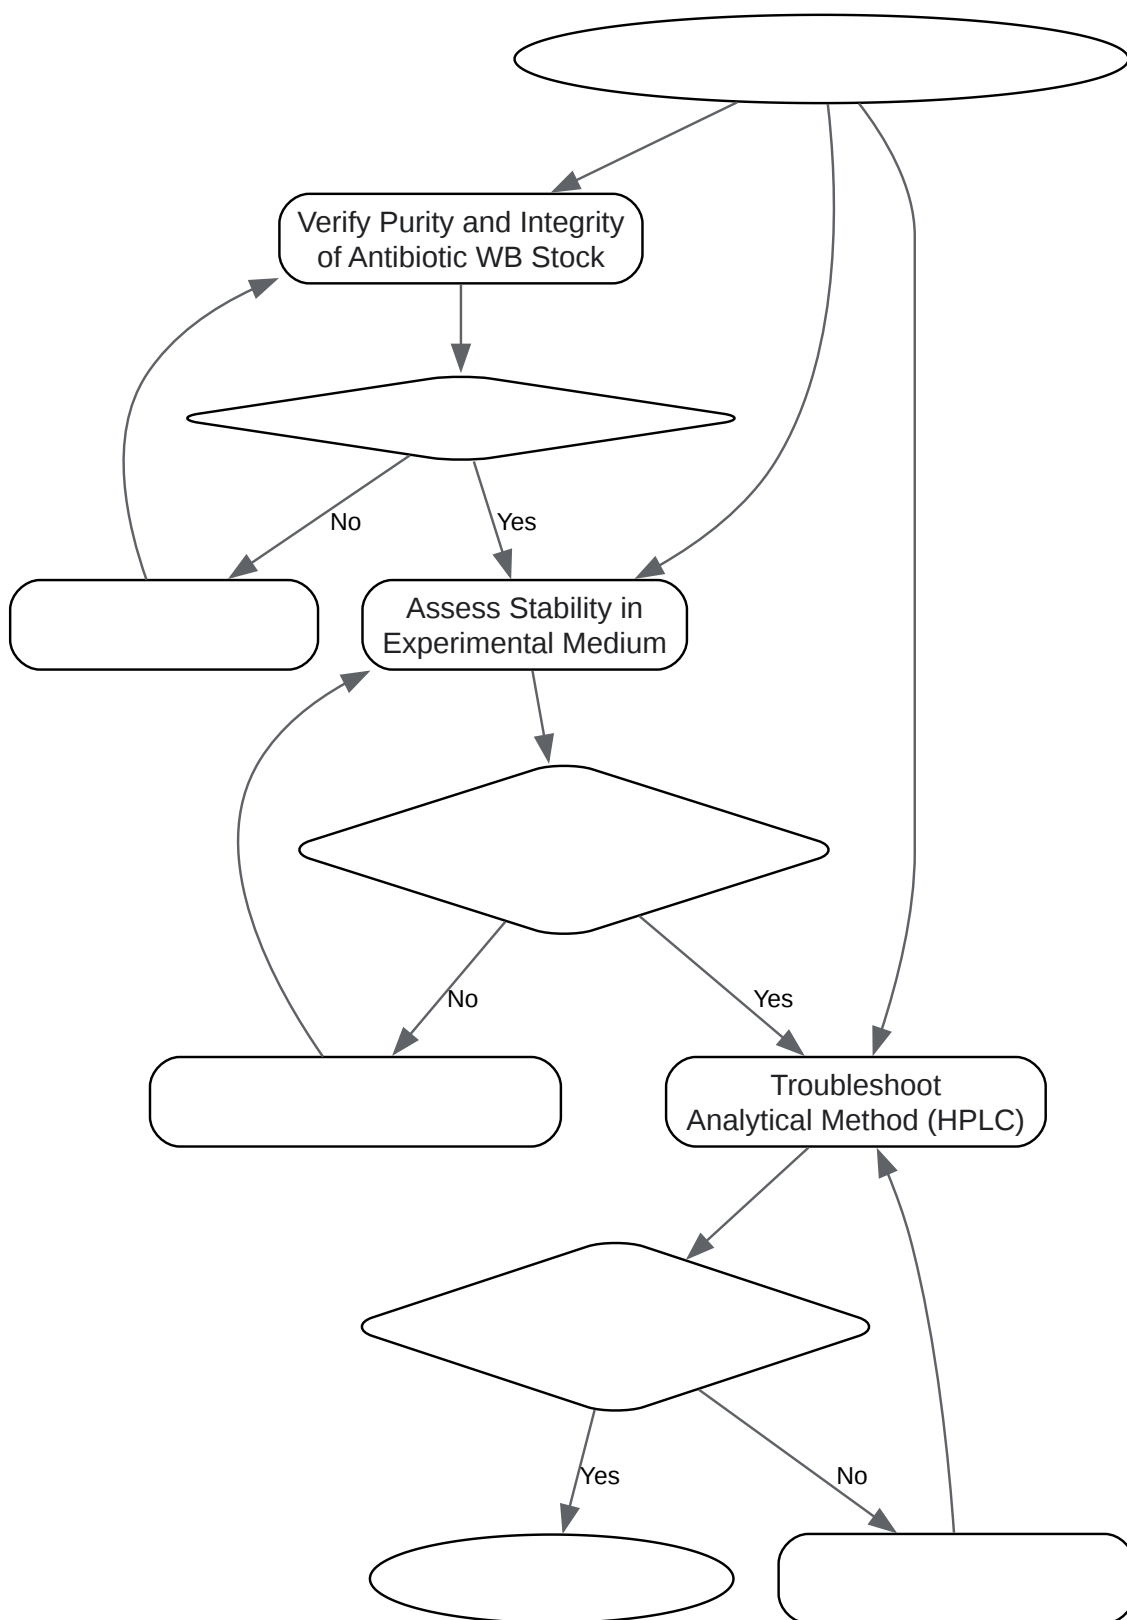 Verify Purity and Integrity
of Antibiotic WB Stock
No
Yes
Assess Stability in
Experimental Medium
No
Yes
Troubleshoot
Analytical Method (HPLC)
Yes
No